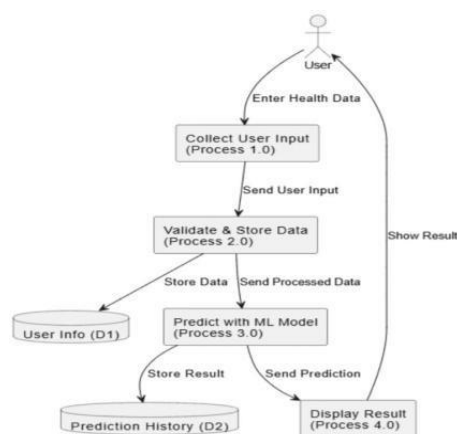 User
Enter Health Data
Collect User Input
(Process 1.0)
Send User Input
Validate & Store Data
(Process 2.0)
Show Result
Store Data
Send Processed Data
User Info (D1)
Predict with ML Model
(Process 3.0)
Store Result
Send Prediction
Prediction History (D2)
Display Result
(Process 4.0)